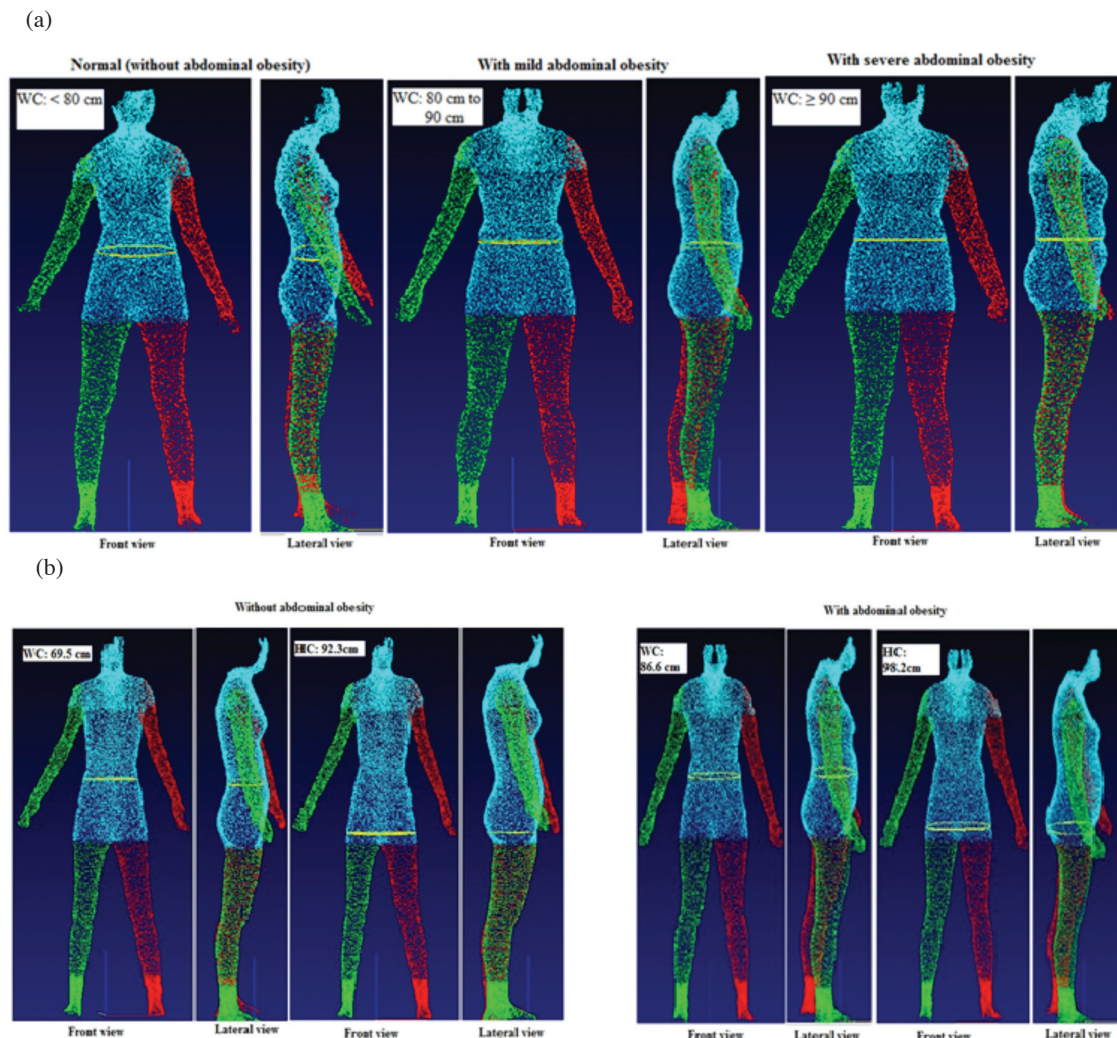 (a)
Normal (without abdominal obesity)
With mild abdominal obesity
With severe abdominal obesity
WC: < 80 cm
WC: 80 cm to
90 cm
WC: ≥ 90 cm
Front view
Lateral view
Front view
Lateral view
Front view
Lateral view
(b)
Without abdominal obesity
With abdominal obesity
WC: 69.5 cm
HC: 92.3cm
WC:
86.6 cm
HC:
98.2cm
Front view
Lateral view
Front view
Lateral view
Front view
Lateral view
Front view
Lateral view